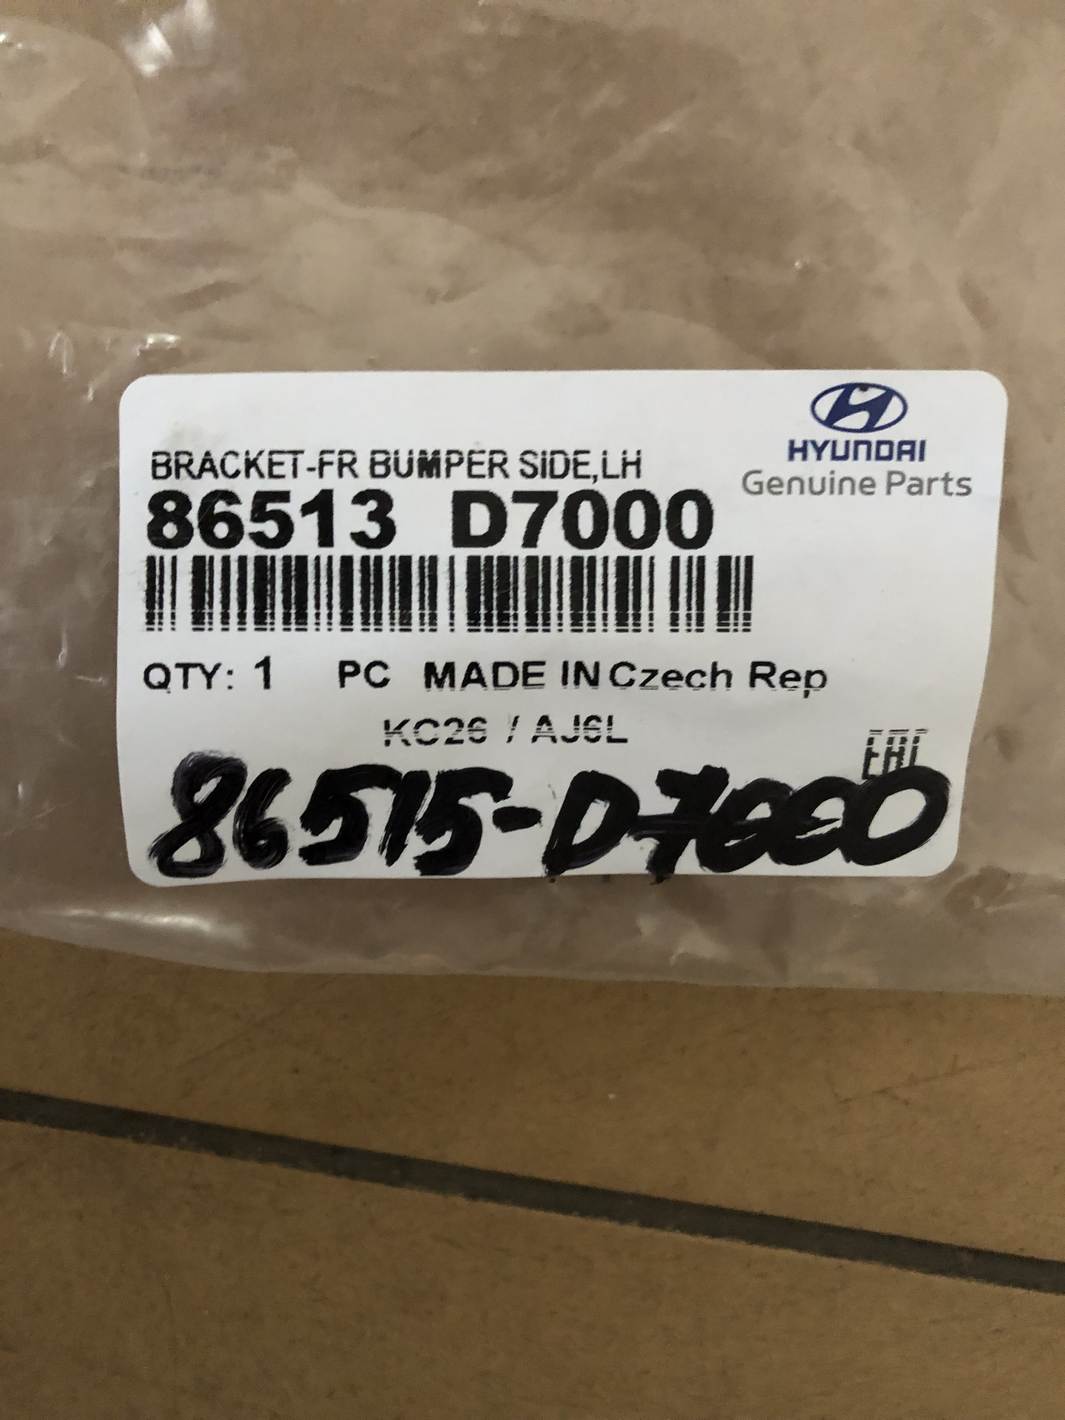 HYUNDAI
Genuine Parts
BRACKET-FR BUMPER SIDE,LH
86513 D7000
QTY: 1 PC MADE IN Czech Rep
KC26 / AJ6L
EAC
86515-D7000